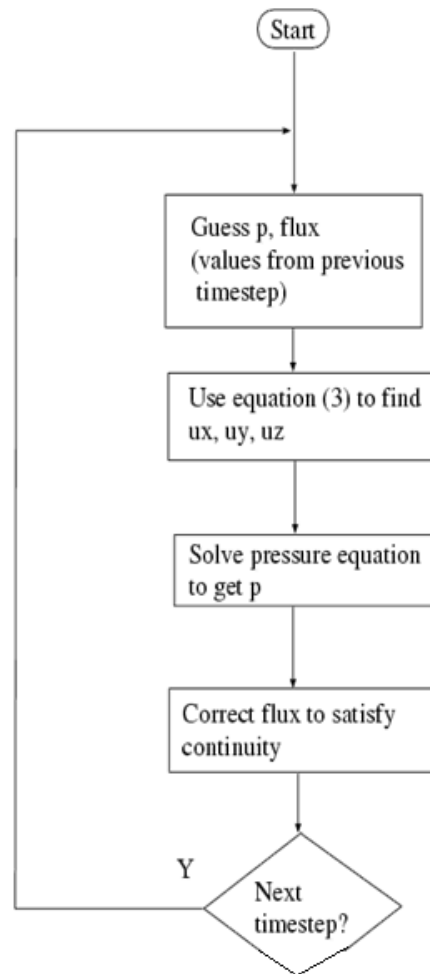 Start
Guess p, flux
(values from previous
timestep)
Use equation (3) to find
ux, uy, uz
Solve pressure equation
to get p
Correct flux to satisfy
continuity
Y
Next
timestep?